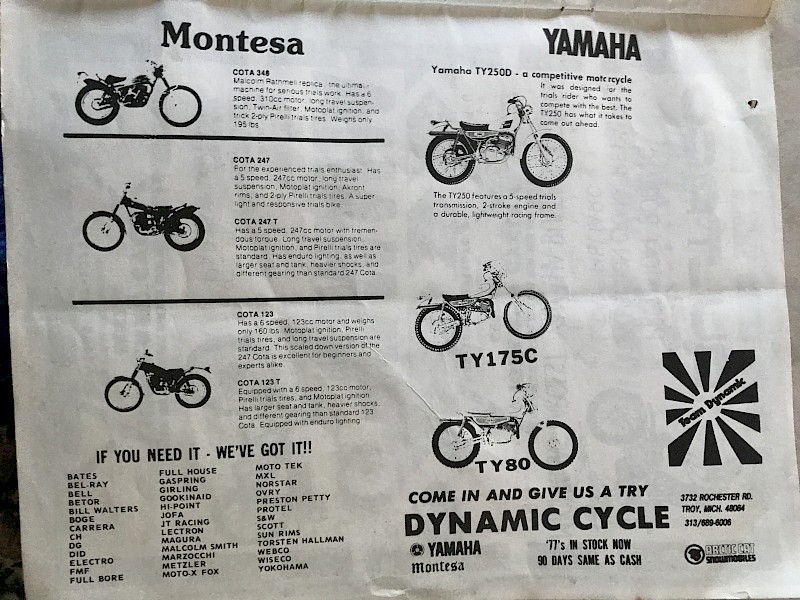 Montesa
COTA 348
Malcolm Rathmell replica, the ultimate
machine for serious trials work. Has a 6
speed, 310cc motor, long travel suspen-
sion, Twin-Air filter, Motoplat ignition, and
trick 2-ply Pirelli trials tires. Weighs only
195 lbs.
COTA 247
For the experienced trials enthusiast. Has
a 5 speed, 247cc motor, long travel
suspension, Motoplat ignition, Akront
rims, and 2-ply Pirelli trials tires. A super
light and responsive trials bike.
COTA 247 T
Has a 5 speed, 247cc motor with tremen-
dous torque. Long travel suspension,
Motoplat ignition, and Pirelli trials tires are
standard. Has enduro lighting, as well as
larger seat and tank, heavier shocks, and
different gearing than standard 247 Cota.
COTA 123
Has a 6 speed, 123cc motor and weighs
only 160 lbs. Motoplat ignition, Pirelli
trials tires, and long travel suspension are
standard. This scaled down version of the
247 Cota is excellent for beginners and
experts alike.
COTA 123 T
Equipped with a 6 speed, 123cc motor,
Pirelli trials tires, and Motoplat ignition.
Has larger seat and tank, heavier shocks,
and different gearing than standard 123
Cota. Equipped with enduro lighting
IF YOU NEED IT - WE'VE GOT IT!!
BATES
BEL-RAY
BELL
BETOR
BILL WALTERS
BOGE
CARRERA
CH
DG
DID
ELECTRO
FMF
FULL BORE
FULL HOUSE
GASPRING
GIRLING
GOOKINAID
HI-POINT
JOFA
JT RACING
LECTRON
MAGURA
MALCOLM SMITH
MARZOCCHI
METZLER
MOTO-X FOX
MOTO TEK
MXL
NORSTAR
OVRY
PRESTON PETTY
PROTEL
S&W
SCOTT
SUN RIMS
TORSTEN HALLMAN
WEBCO
WISECO
YOKOHAMA
YAMAHA
Yamaha TY250D - a competitive motorcycle
It was designed for the
trials rider who wants to
compete with the best. The
TY250 has what it takes to
come out ahead.
The TY250 features a 5-speed trials
transmission, 2-stroke engine and
a durable, lightweight racing frame.
TY175C
TY80
Team Dynamic
COME IN AND GIVE US A TRY
DYNAMIC CYCLE
YAMAHA
Montesa
'77's IN STOCK NOW
90 DAYS SAME AS CASH
3732 ROCHESTER RD.
TROY, MICH. 48084
313/689-6006
ARCTIC CAT
SNOWMOBILES